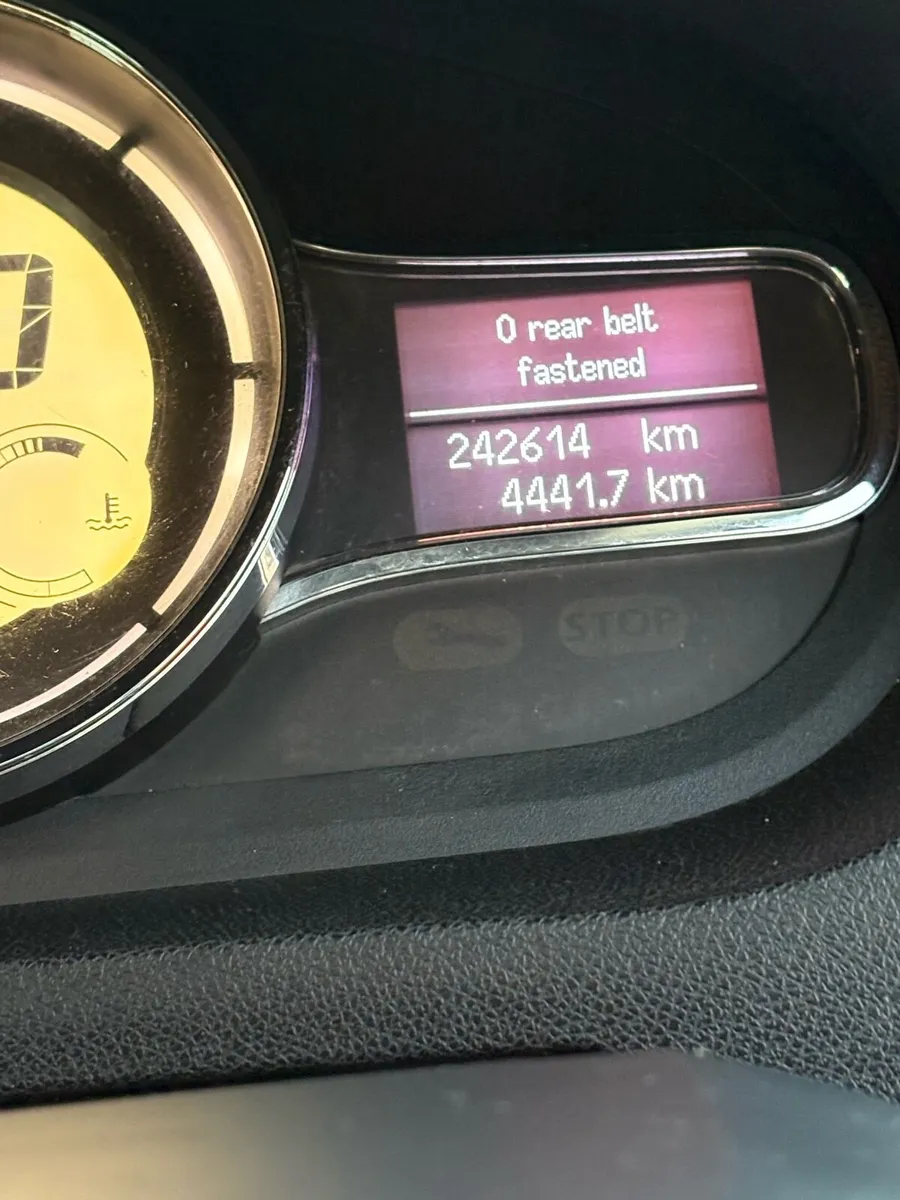 0 rear belt
fastened
242614 km
4441.7 km
STOP